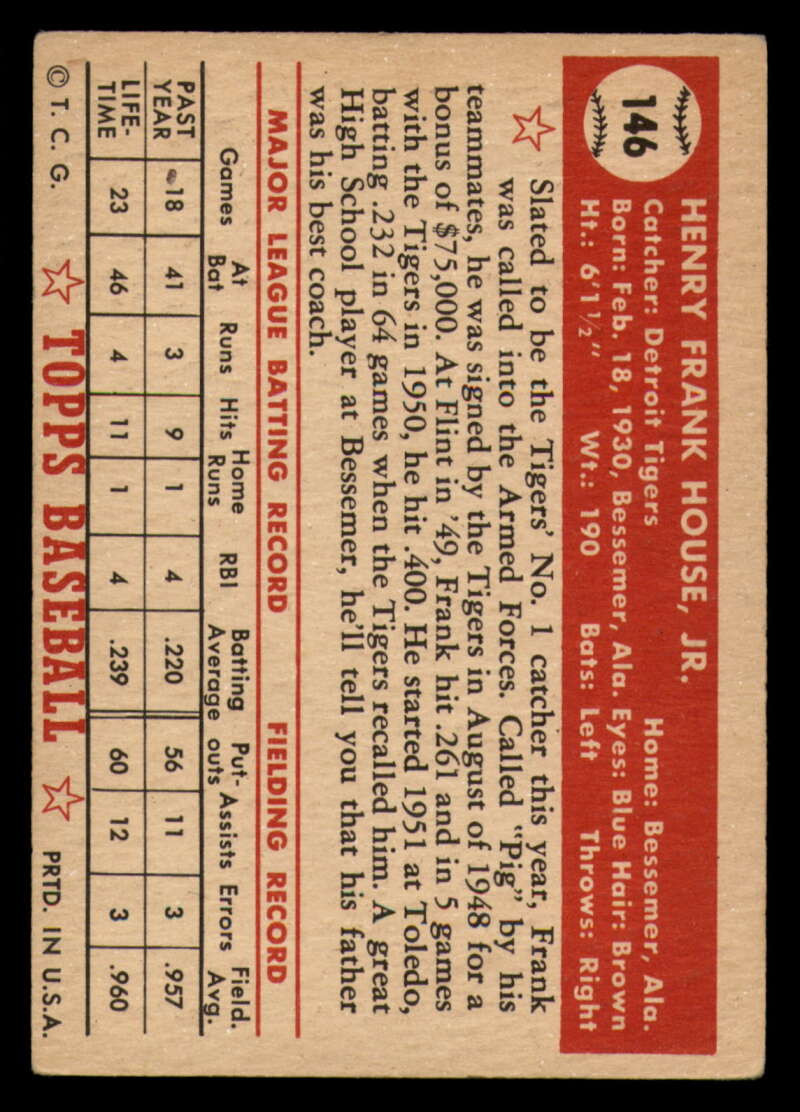 146
HENRY FRANK HOUSE, JR.
Catcher: Detroit Tigers Home: Bessemer, Ala.
Born: Feb. 18, 1930, Bessemer, Ala. Eyes: Blue Hair: Brown
Ht.: 6'1½" Wt.: 190 Bats: Left Throws: Right
Slated to be the Tigers' No. 1 catcher this year, Frank
was called into the Armed Forces. Called "Pig" by his
teammates, he was signed by the Tigers in August of 1948 for a
bonus of $75,000. At Flint in '49, Frank hit .261 and in 5 games
with the Tigers in 1950, he hit .400. He started 1951 at Toledo,
batting .232 in 64 games when the Tigers recalled him. A great
High School player at Bessemer, he'll tell you that his father
was his best coach.
MAJOR LEAGUE BATTING RECORD FIELDING RECORD
Games At Bat Runs Hits Home Runs RBI Batting Average Put-outs Assists Errors Field. Avg.
PAST YEAR 18 41 3 9 1 4 .220 56 11 3 .957
LIFE-TIME 23 46 4 11 1 4 .239 60 12 3 .960
© T. C. G. TOPPS BASEBALL PRTD. IN U.S.A.